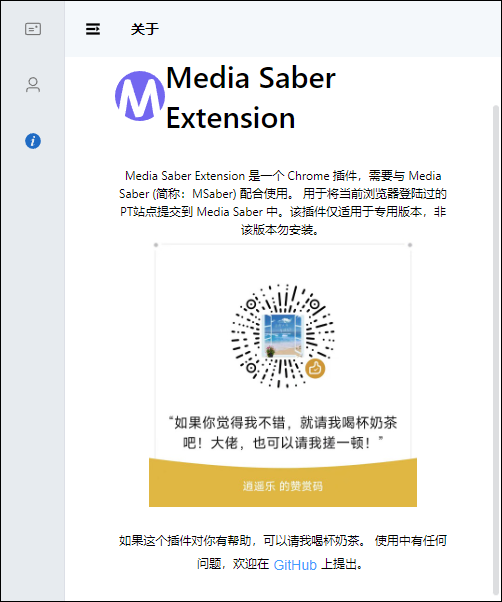 关于
Media Saber
Extension
Media Saber Extension 是一个 Chrome 插件，需要与 Media
Saber (简称：MSaber) 配合使用。 用于将当前浏览器登陆过的
PT站点提交到 Media Saber 中。该插件仅适用于专用版本，非
该版本勿安装。
“如果你觉得我不错，就请我喝杯奶茶
吧！大佬，也可以请我搓一顿！”
逍遥乐 的赞赏码
如果这个插件对你有帮助，可以请我喝杯奶茶。 使用中有任何
问题，欢迎在 GitHub 上提出。